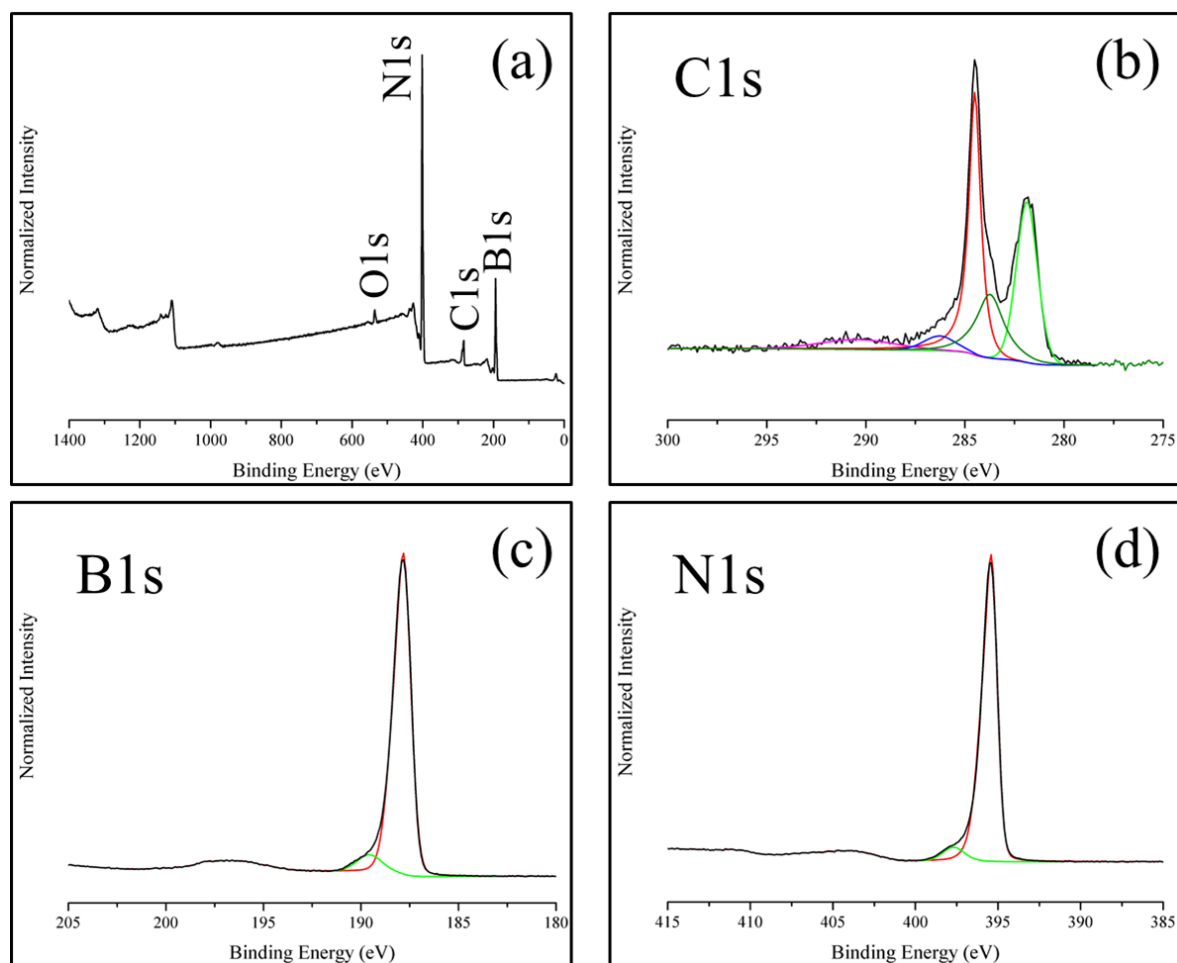 (a)
N1s
O1s
C1s
B1s
Normalized Intensity
1400 1200 1000 800 600 400 200 0
Binding Energy (eV)
(b)
C1s
Normalized Intensity
300 295 290 285 280 275
Binding Energy (eV)
(c)
B1s
Normalized Intensity
205 200 195 190 185 180
Binding Energy (eV)
(d)
N1s
Normalized Intensity
415 410 405 400 395 390 385
Binding Energy (eV)